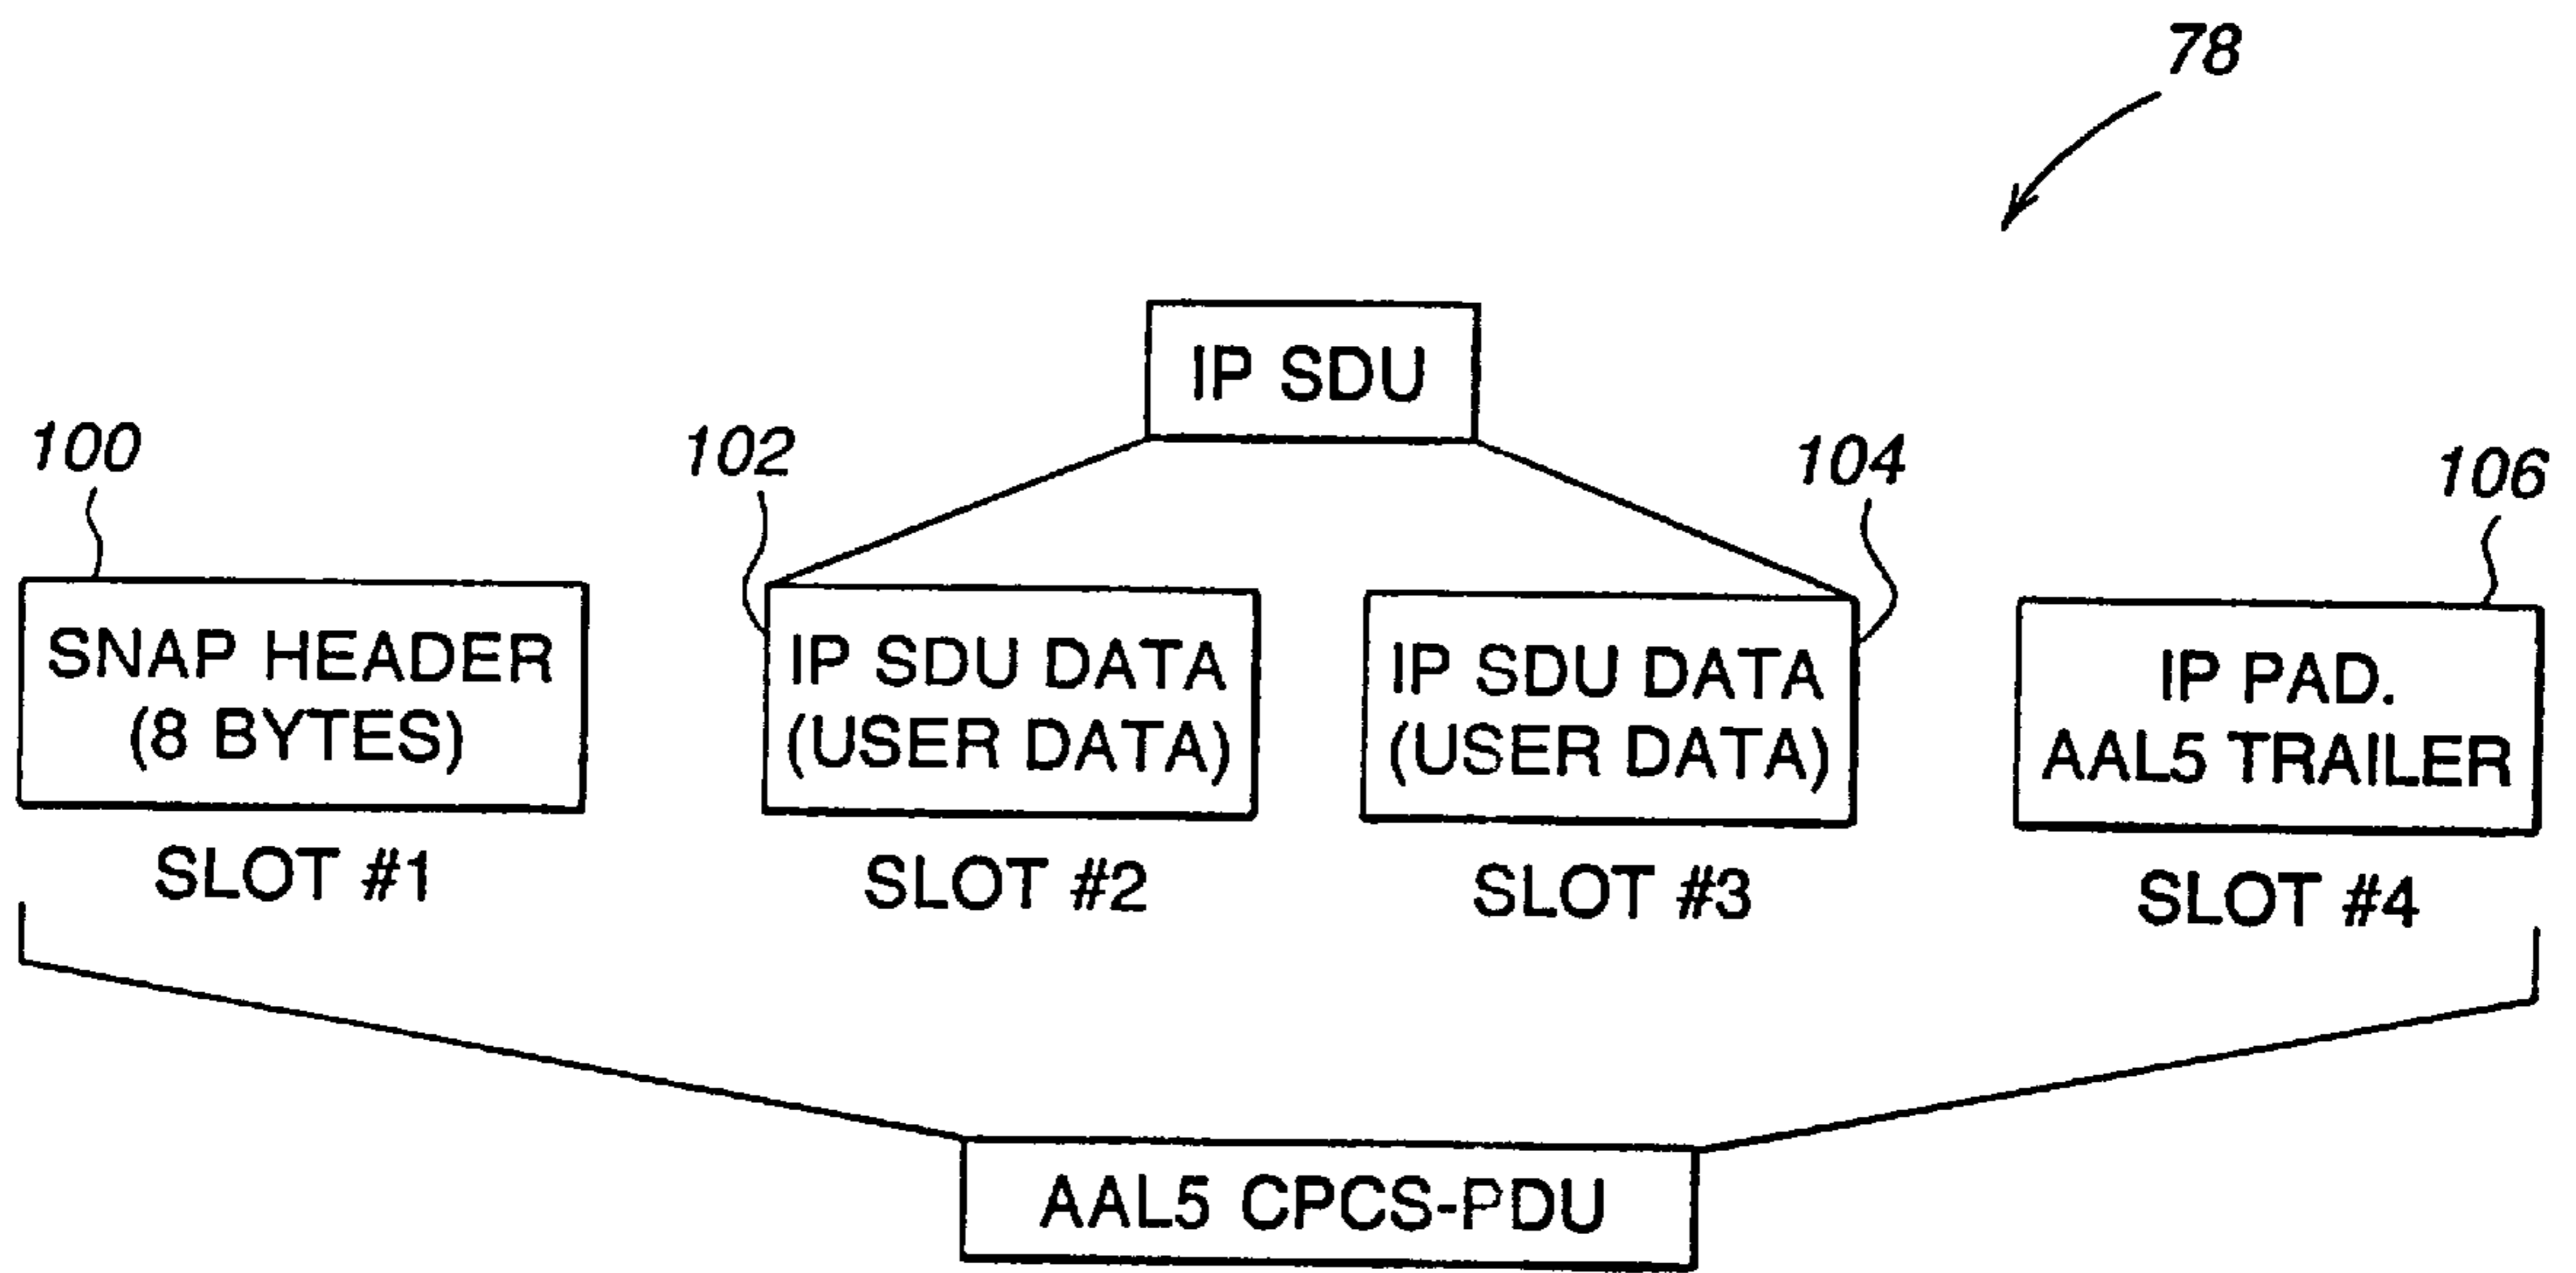 78
IP SDU
100
102
104
106
SNAP HEADER
(8 BYTES)
IP SDU DATA
(USER DATA)
IP SDU DATA
(USER DATA)
IP PAD.
AAL5 TRAILER
SLOT #1
SLOT #2
SLOT #3
SLOT #4
AAL5 CPCS-PDU